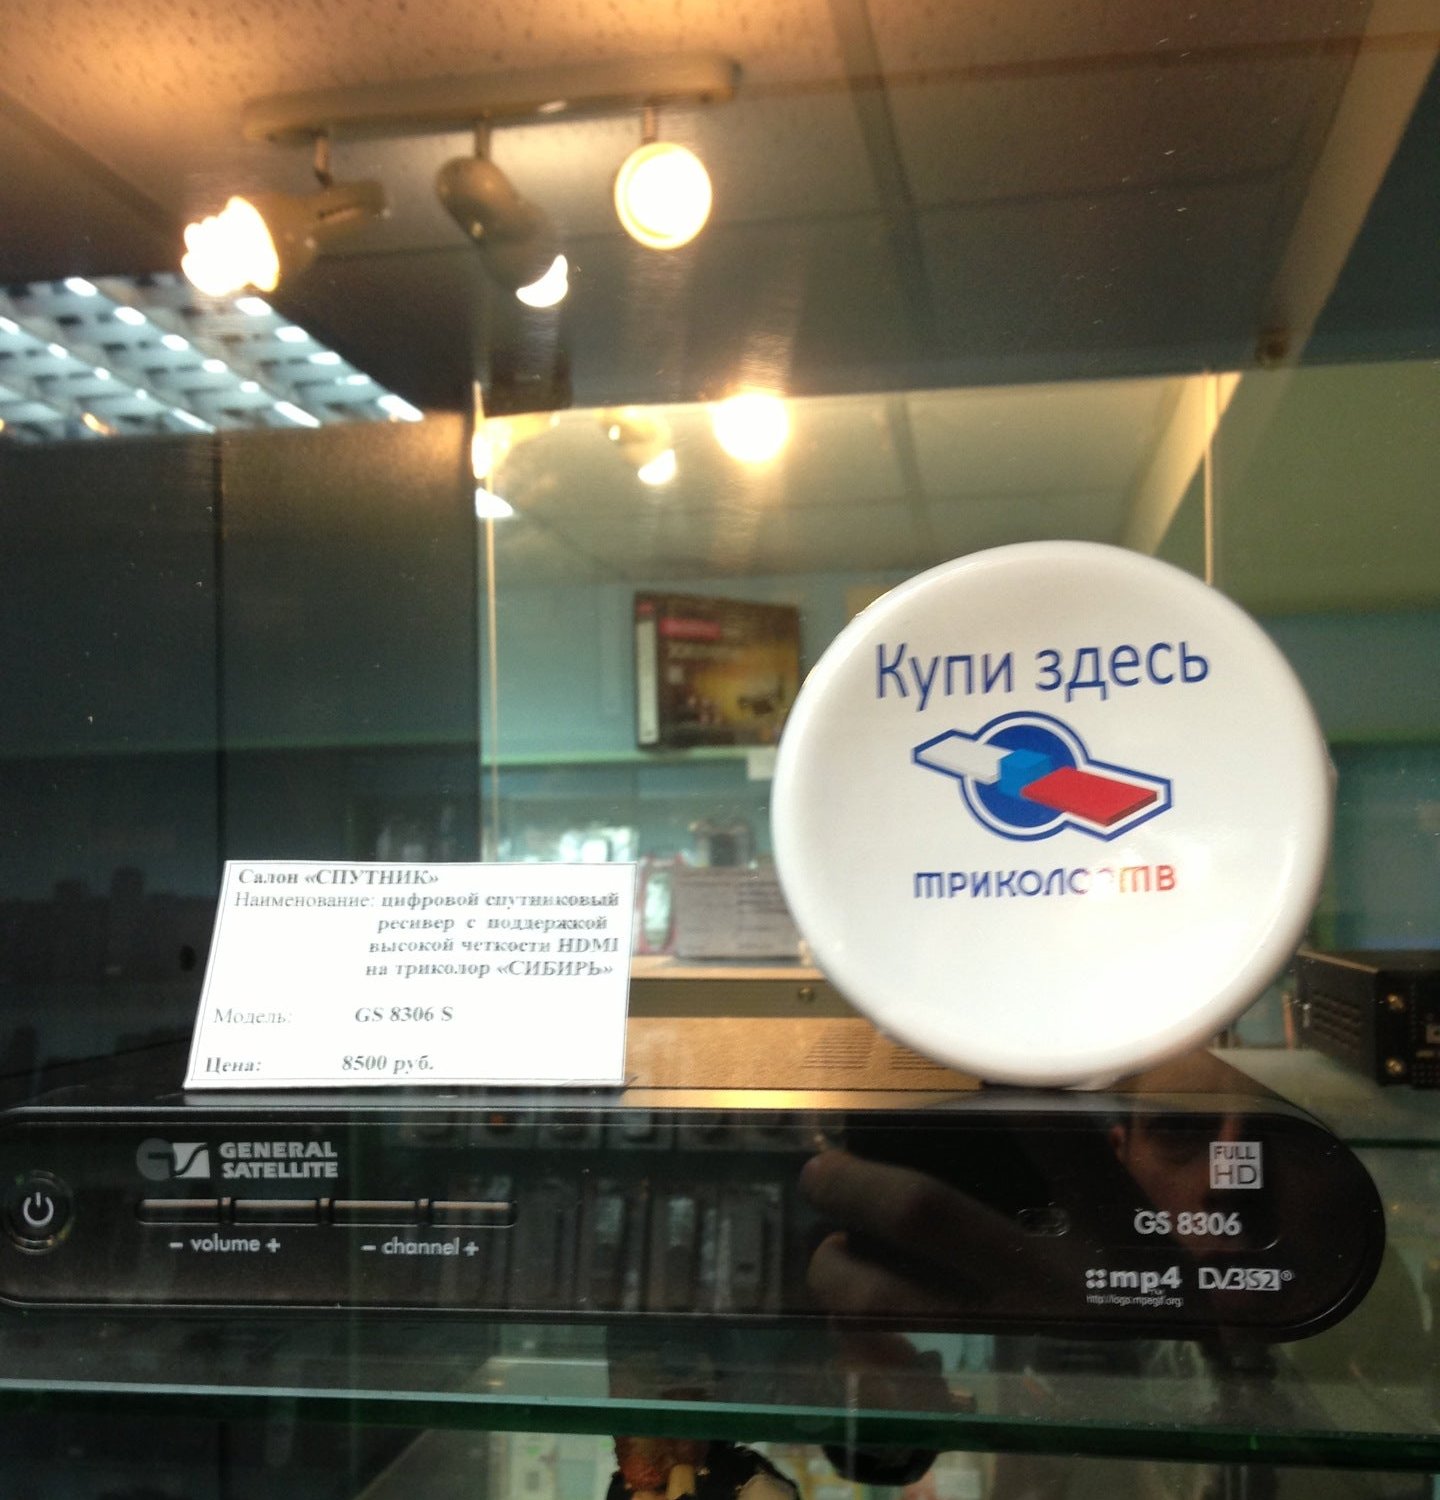 Купи здесь
ТРИКОЛОР ТВ
Салон «СПУТНИК»
Наименование: цифровой спутниковый
ресивер с поддержкой
высокой четкости HDMI
на триколор «СИБИРЬ»
Модель: GS 8306 S
Цена: 8500 руб.
GENERAL
SATELLITE
– volume +
– channel +
FULL
HD
GS 8306
mp4
DVB S2®